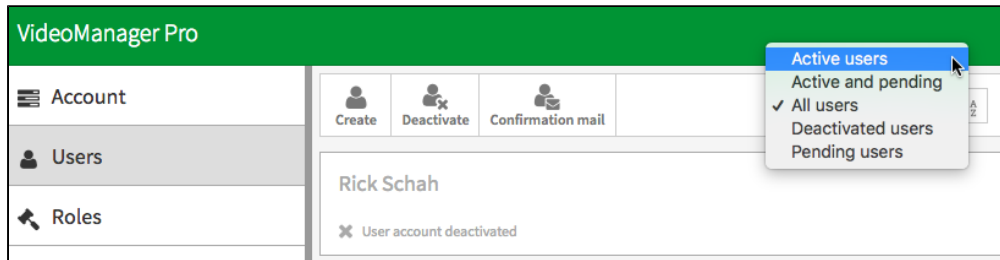 VideoManager Pro
Account
Users
Roles
Create
Deactivate
Confirmation mail
Active users
Active and pending
✓ All users
Deactivated users
Pending users
A
Z
Rick Schah
User account deactivated